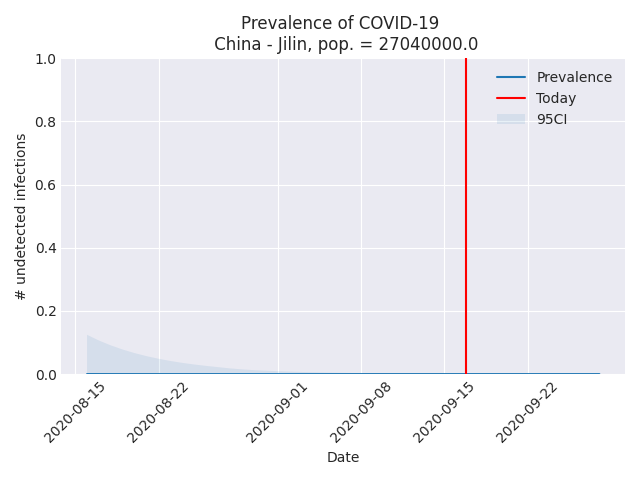 Prevalence of COVID-19
China - Jilin, pop. = 27040000.0
1.0
0.8
0.6
0.4
0.2
0.0
# undetected infections
Prevalence
Today
95CI
2020-08-15
2020-08-22
2020-09-01
2020-09-08
2020-09-15
2020-09-22
Date